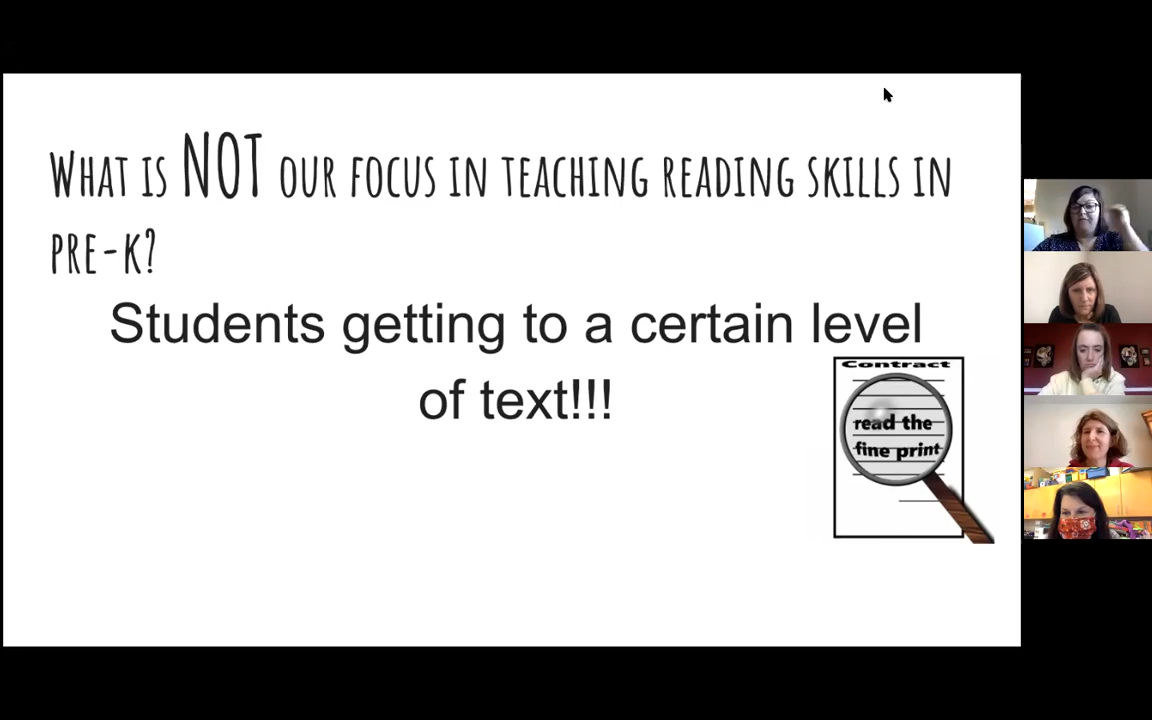 What is NOT our focus in teaching reading skills in
pre-k?
Students getting to a certain level
of text!!!
Contract
read the
fine print